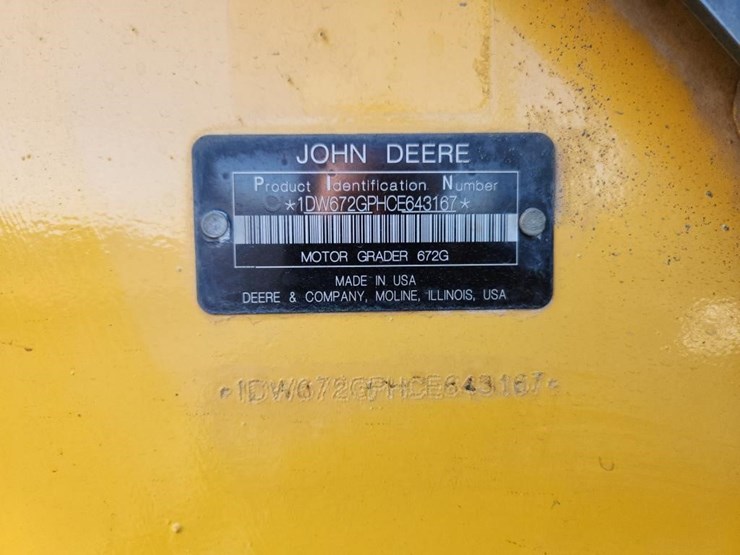 JOHN DEERE
Product Identification Number
*1DW672GPHCE643167*
MOTOR GRADER 672G
MADE IN USA
DEERE & COMPANY, MOLINE, ILLINOIS, USA
*1DW672GPHCE643167*